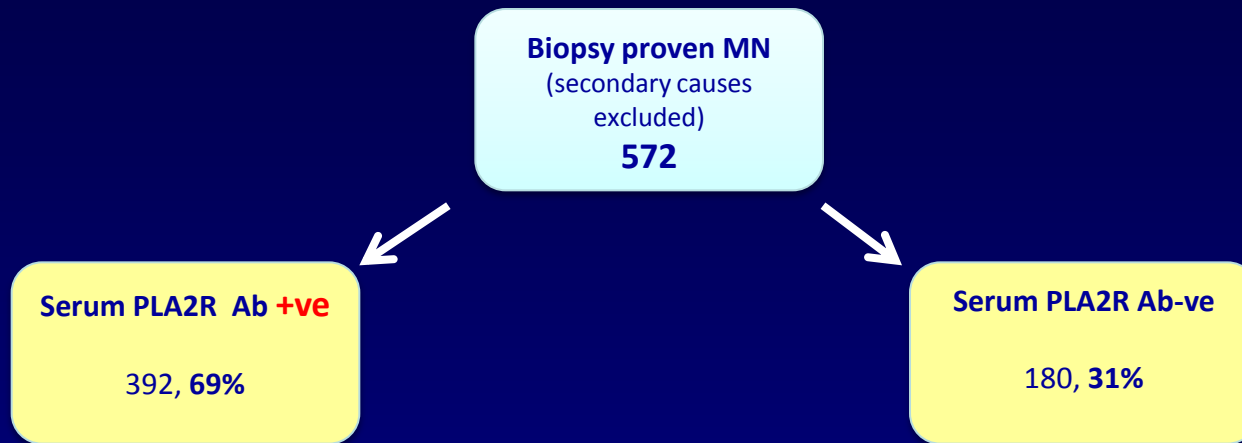 Biopsy proven MN
(secondary causes
excluded)
572
Serum PLA2R Ab +ve
392, 69%
Serum PLA2R Ab-ve
180, 31%